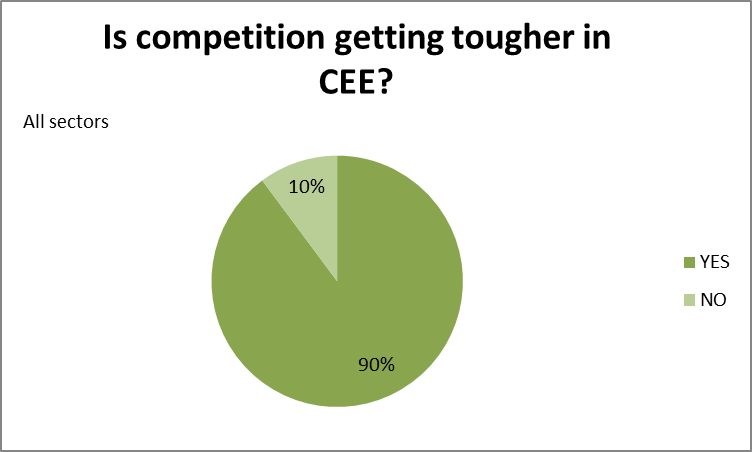 Is competition getting tougher in
CEE?
All sectors
10%
YES
NO
90%